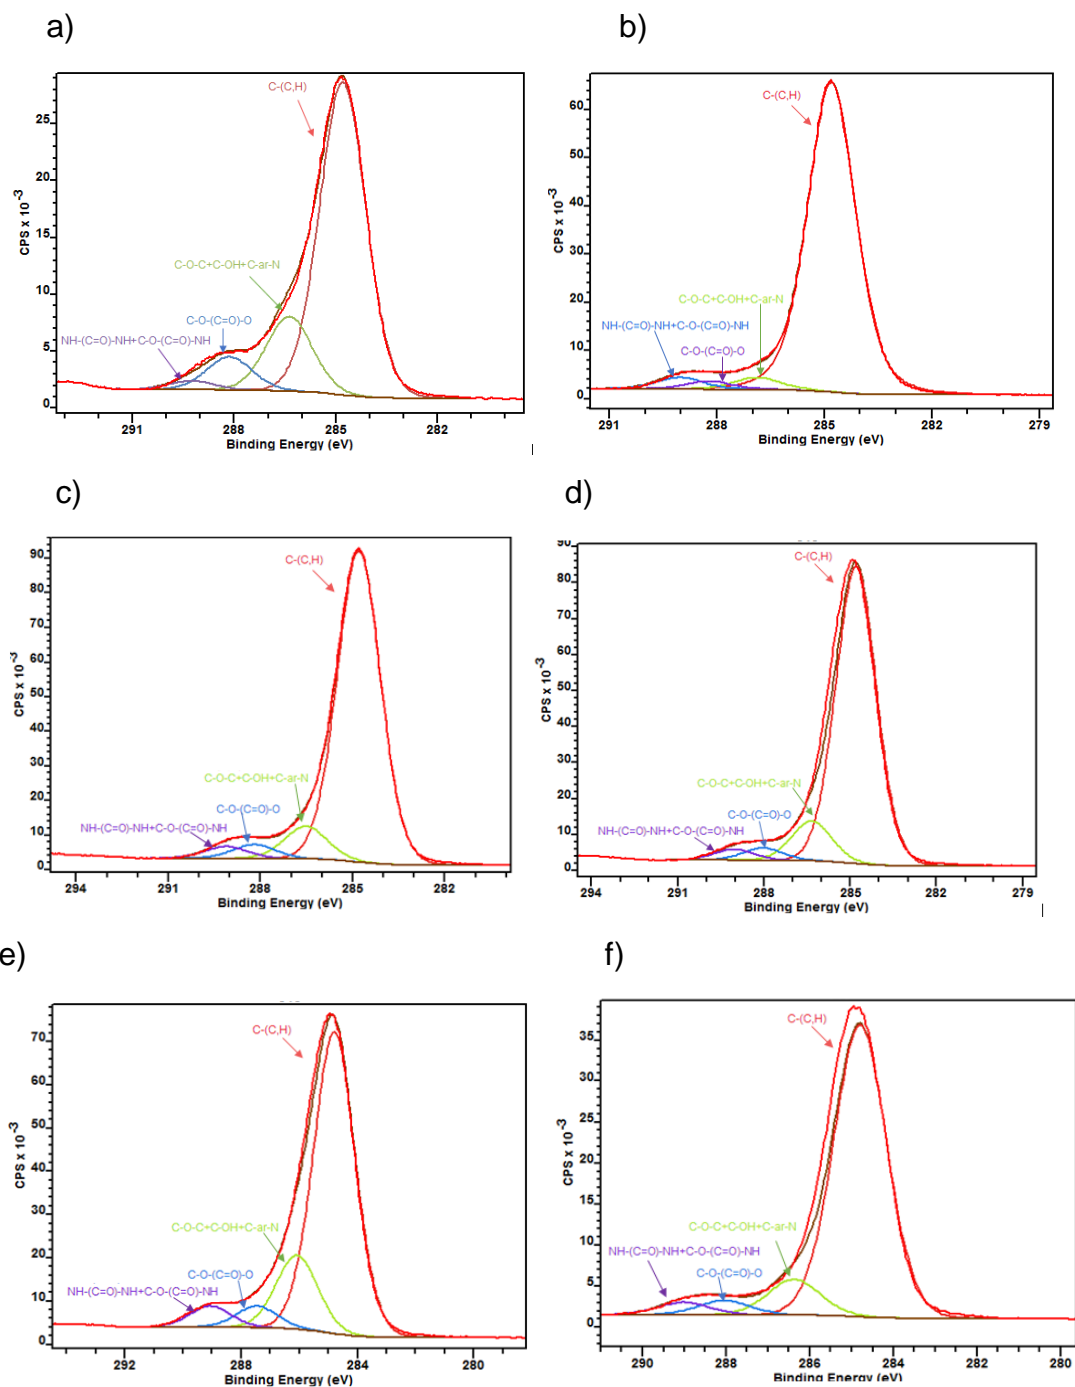 a)
b)
C-(C,H)
25
20
15
10
5
0
CPS x 10⁻³
C-O-C+C-OH+C-ar-N
C-O-(C=O)-O
NH-(C=O)-NH+C-O-(C=O)-NH
291 288 285 282
Binding Energy (eV)
C-(C,H)
60
50
40
30
20
10
0
CPS x 10⁻³
C-O-C+C-OH+C-ar-N
NH-(C=O)-NH+C-O-(C=O)-NH
C-O-(C=O)-O
291 288 285 282 279
Binding Energy (eV)
c)
d)
C-(C,H)
90
80
70
60
50
40
30
20
10
0
CPS x 10⁻³
C-O-C+C-OH+C-ar-N
C-O-(C=O)-O
NH-(C=O)-NH+C-O-(C=O)-NH
294 291 288 285 282
Binding Energy (eV)
C-(C,H)
90
80
70
60
50
40
30
20
10
0
CPS x 10⁻³
C-O-C+C-OH+C-ar-N
C-O-(C=O)-O
NH-(C=O)-NH+C-O-(C=O)-NH
294 291 288 285 282 279
Binding Energy (eV)
e)
f)
C-(C,H)
70
60
50
40
30
20
10
0
CPS x 10⁻³
C-O-C+C-OH+C-ar-N
C-O-(C=O)-O
NH-(C=O)-NH+C-O-(C=O)-NH
292 288 284 280
Binding Energy (eV)
C-(C,H)
35
30
25
20
15
10
5
0
CPS x 10⁻³
C-O-C+C-OH+C-ar-N
NH-(C=O)-NH+C-O-(C=O)-NH
C-O-(C=O)-O
290 288 286 284 282 280
Binding Energy (eV)